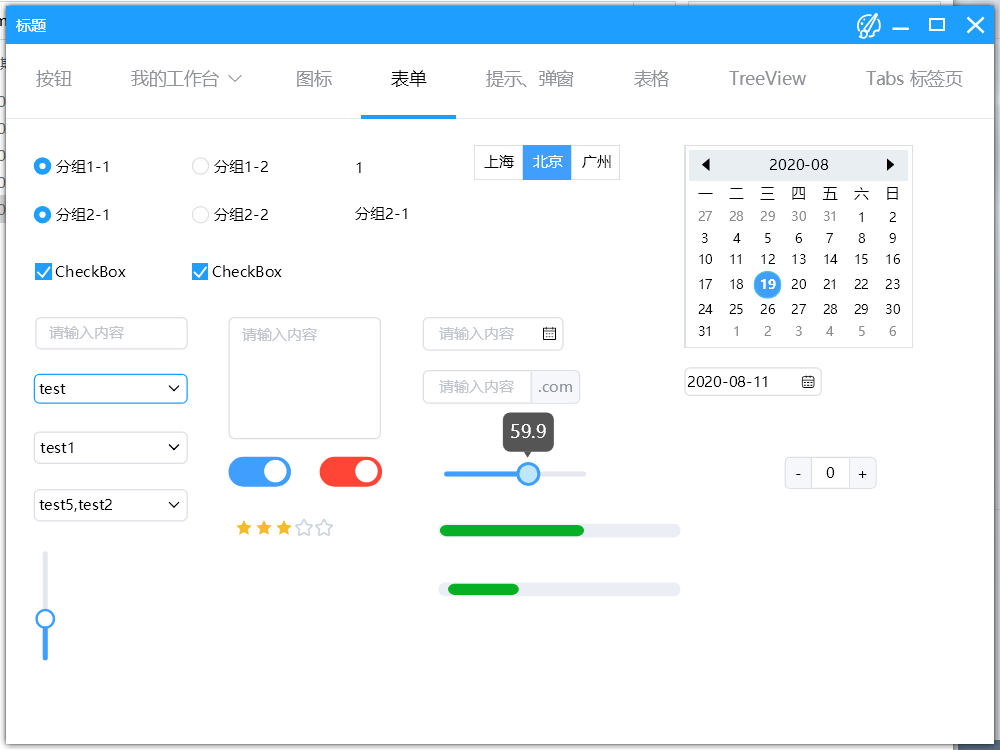 标题
按钮 我的工作台 图标 表单 提示、弹窗 表格 TreeView Tabs 标签页
分组1-1 分组1-2 1
上海 北京 广州
分组2-1 分组2-2 分组2-1
CheckBox CheckBox
2020-08
一 二 三 四 五 六 日
27 28 29 30 31 1 2
3 4 5 6 7 8 9
10 11 12 13 14 15 16
17 18 19 20 21 22 23
24 25 26 27 28 29 30
31 1 2 3 4 5 6
请输入内容 请输入内容 请输入内容
test 请输入内容 .com 2020-08-11
59.9
test1
- 0 +
test5,test2